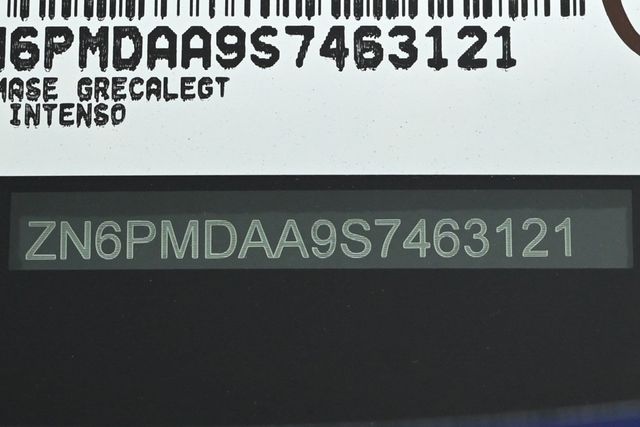 N6PMDAA9S7463121
MASE GRECALEGT
INTENSO
ZN6PMDAA9S7463121